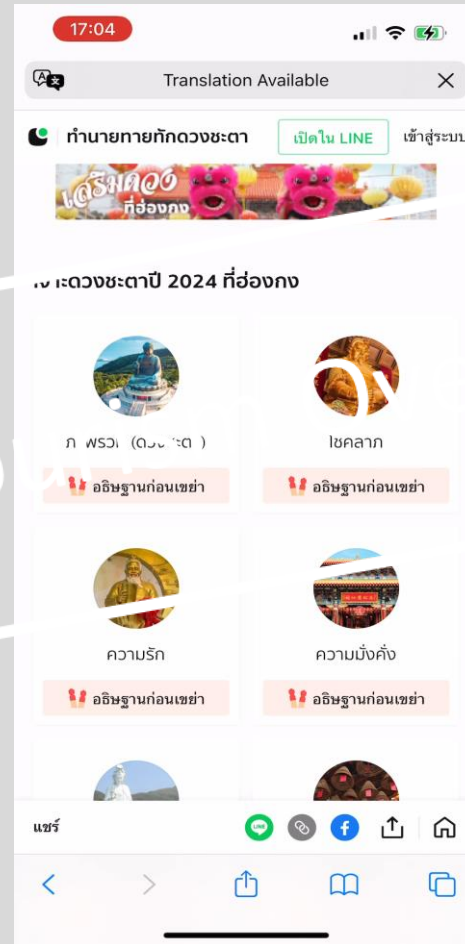 17:04
Translation Available
ทำนายทายทักดวงชะตา
เปิดใน LINE
เข้าสู่ระบบ
เสริมดวง
ที่ฮ่องกง
ปี 2024 ที่ฮ่องกง
โชคลาภ
อธิษฐานก่อนเขย่า
อธิษฐานก่อนเขย่า
ความรัก
ความมั่งคั่ง
อธิษฐานก่อนเขย่า
อธิษฐานก่อนเขย่า
แชร์